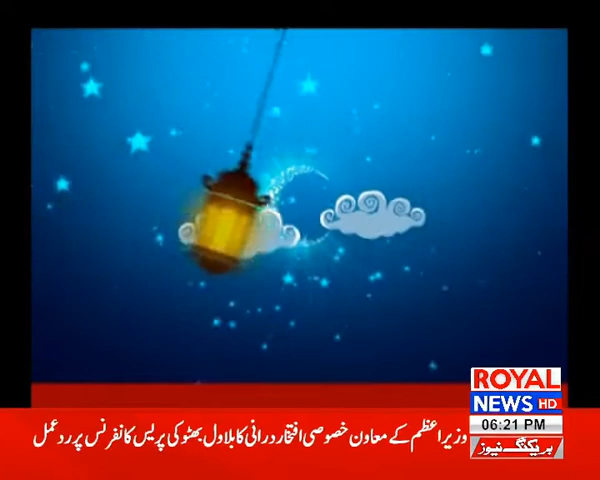 ROYAL
NEWS HD
06:21 PM
بریکنگ نیوز
وزیراعظم کے معاون خصوصی افتخار درانی کا بلاول بھٹو کی پریس کانفرنس پر ردعمل